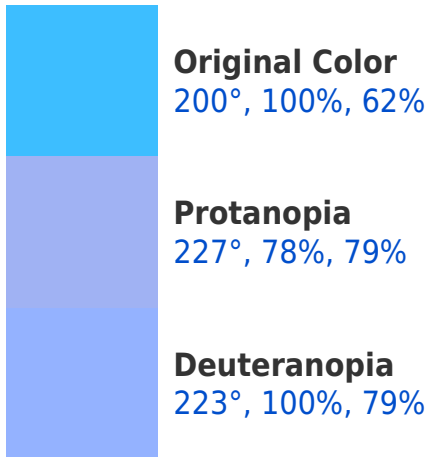 Original Color
200°, 100%, 62%
Protanopia
227°, 78%, 79%
Deuteranopia
223°, 100%, 79%